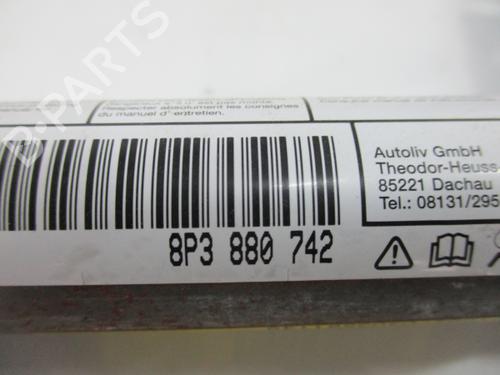 Respecter absolument les consignes
du manuel d' entretien.
Autoliv GmbH
Theodor-Heuss
85221 Dachau
Tel.: 08131/295
8P3 880 742
D-PARTS